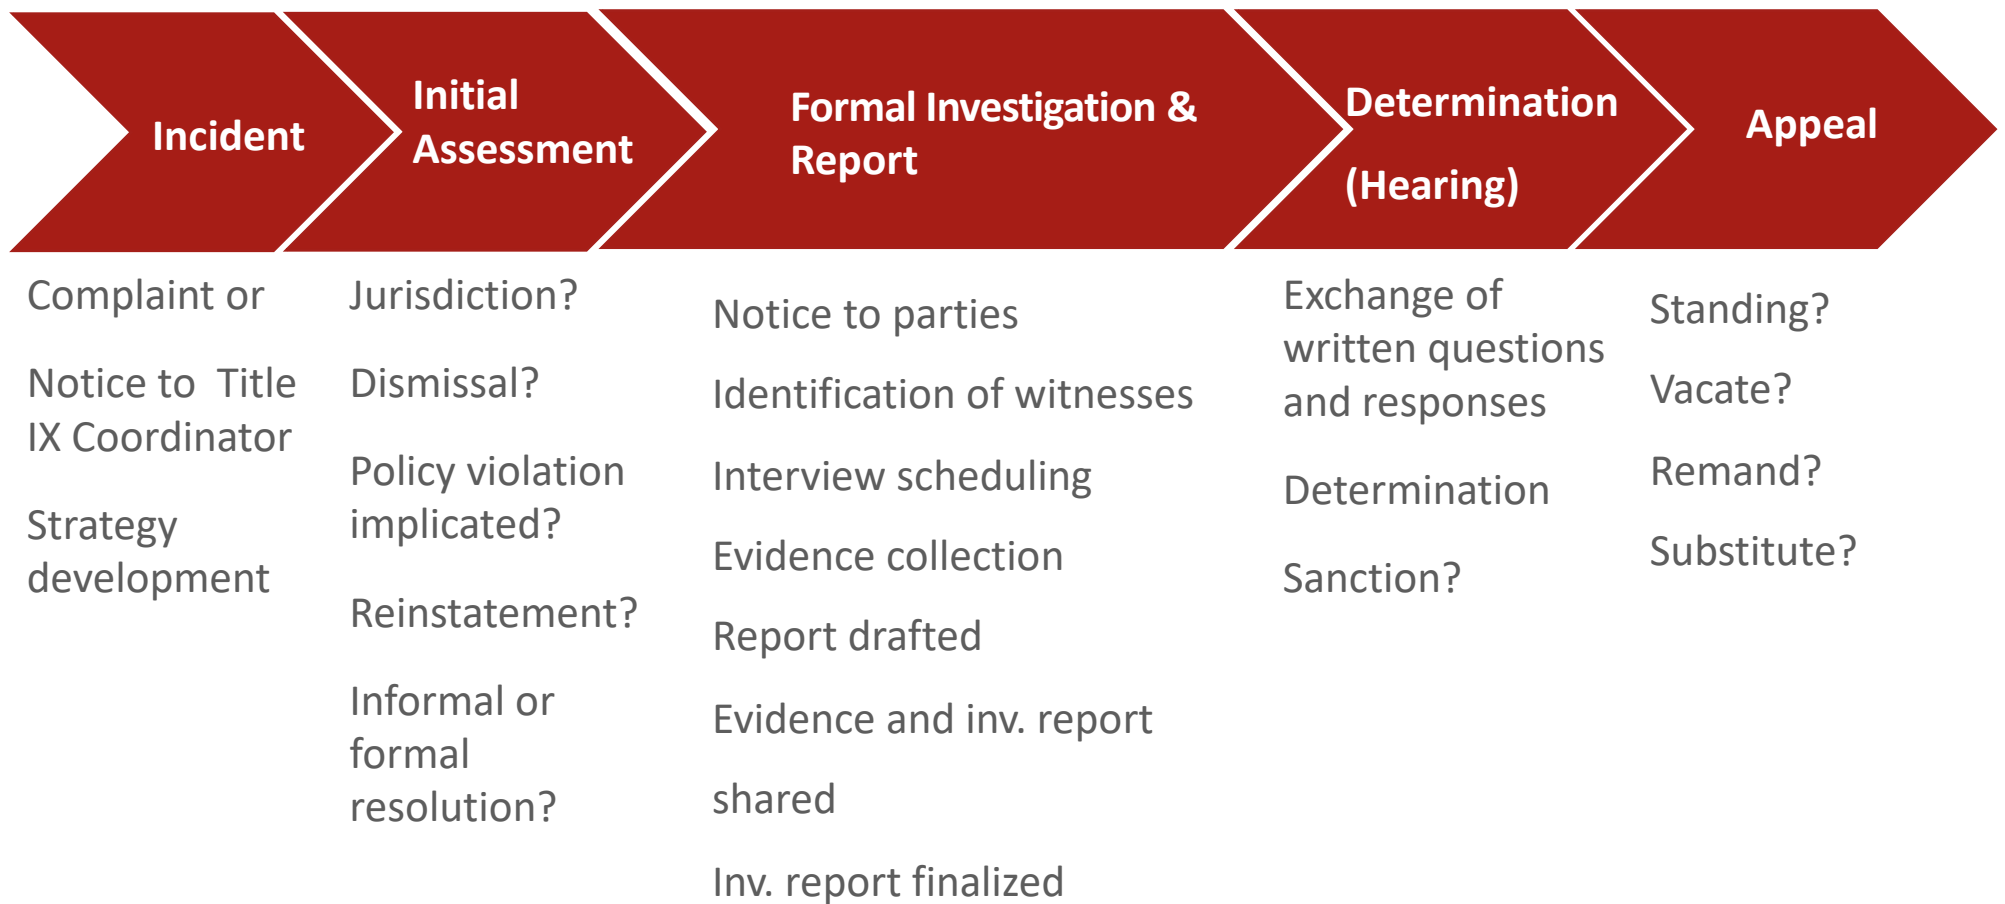 Incident
Initial
Assessment
Formal Investigation &
Report
Determination
(Hearing)
Appeal
Complaint or
Notice to  Title
IX Coordinator
Strategy
development
Jurisdiction?
Dismissal?
Policy violation
implicated?
Reinstatement?
Informal or
formal
resolution?
Notice to parties
Identification of witnesses
Interview scheduling
Evidence collection
Report drafted
Evidence and inv. report
shared
Inv. report finalized
Exchange of
written questions
and responses
Determination
Sanction?
Standing?
Vacate?
Remand?
Substitute?